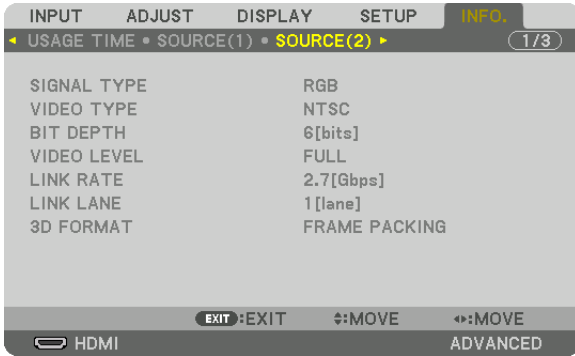 INPUT ADJUST DISPLAY SETUP INFO.
USAGE TIME • SOURCE(1) • SOURCE(2) 1/3
SIGNAL TYPE RGB
VIDEO TYPE NTSC
BIT DEPTH 6[bits]
VIDEO LEVEL FULL
LINK RATE 2.7[Gbps]
LINK LANE 1[lane]
3D FORMAT FRAME PACKING
EXIT :EXIT :MOVE :MOVE
HDMI ADVANCED